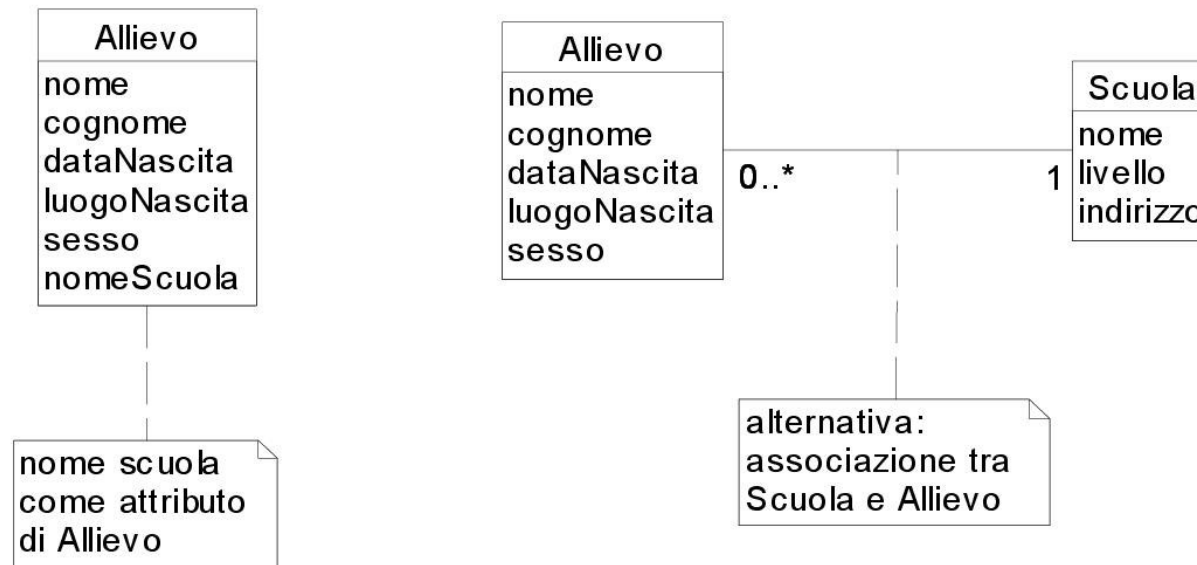 Allievo
nome
cognome
dataNascita
luogoNascita
sesso
nomeScuola
nome scuola
come attributo
di Allievo
Allievo
nome
cognome
dataNascita
luogoNascita
sesso
0..*
1
Scuola
nome
livello
indirizzo
alternativa:
associazione tra
Scuola e Allievo